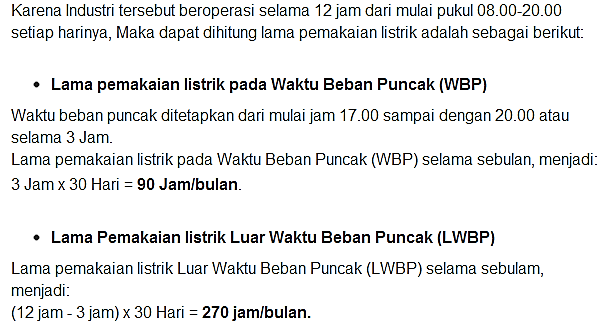 Karena Industri tersebut beroperasi selama 12 jam dari mulai pukul 08.00-20.00
setiap harinya, Maka dapat dihitung lama pemakaian listrik adalah sebagai berikut:
• Lama pemakaian listrik pada Waktu Beban Puncak (WBP)
Waktu beban puncak ditetapkan dari mulai jam 17.00 sampai dengan 20.00 atau
selama 3 Jam.
Lama pemakaian listrik pada Waktu Beban Puncak (WBP) selama sebulan, menjadi:
3 Jam x 30 Hari = 90 Jam/bulan.
• Lama Pemakaian listrik Luar Waktu Beban Puncak (LWBP)
Lama pemakaian listrik Luar Waktu Beban Puncak (LWBP) selama sebulam,
menjadi:
(12 jam - 3 jam) x 30 Hari = 270 jam/bulan.